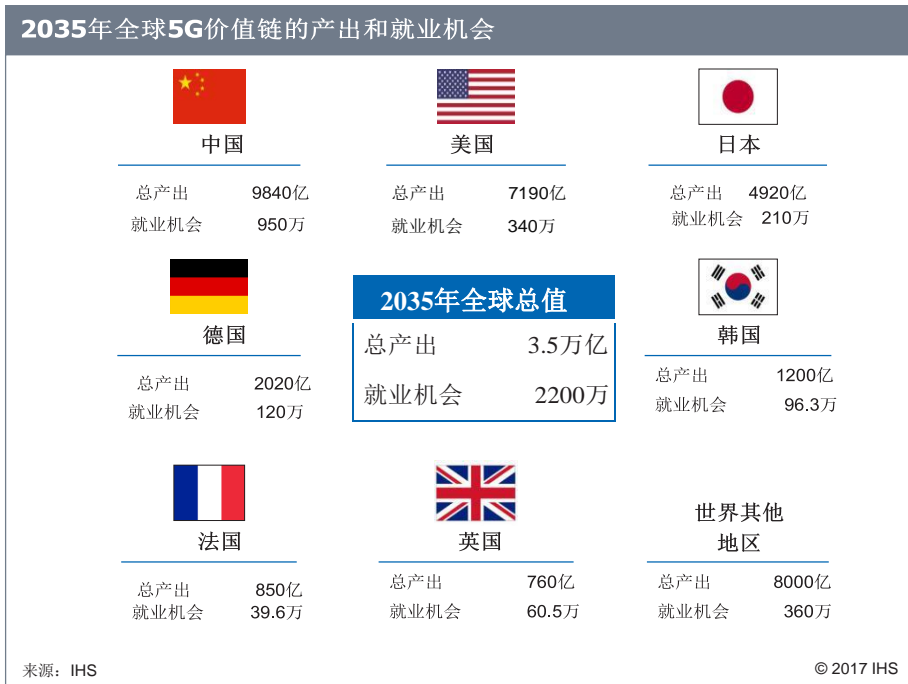 2035年全球5G价值链的产出和就业机会
中国
总产出 9840亿
就业机会 950万
美国
总产出 7190亿
就业机会 340万
日本
总产出 4920亿
就业机会 210万
德国
总产出 2020亿
就业机会 120万
2035年全球总值
总产出 3.5万亿
就业机会 2200万
韩国
总产出 1200亿
就业机会 96.3万
法国
总产出 850亿
就业机会 39.6万
英国
总产出 760亿
就业机会 60.5万
世界其他
地区
总产出 8000亿
就业机会 360万
来源：IHS
© 2017 IHS